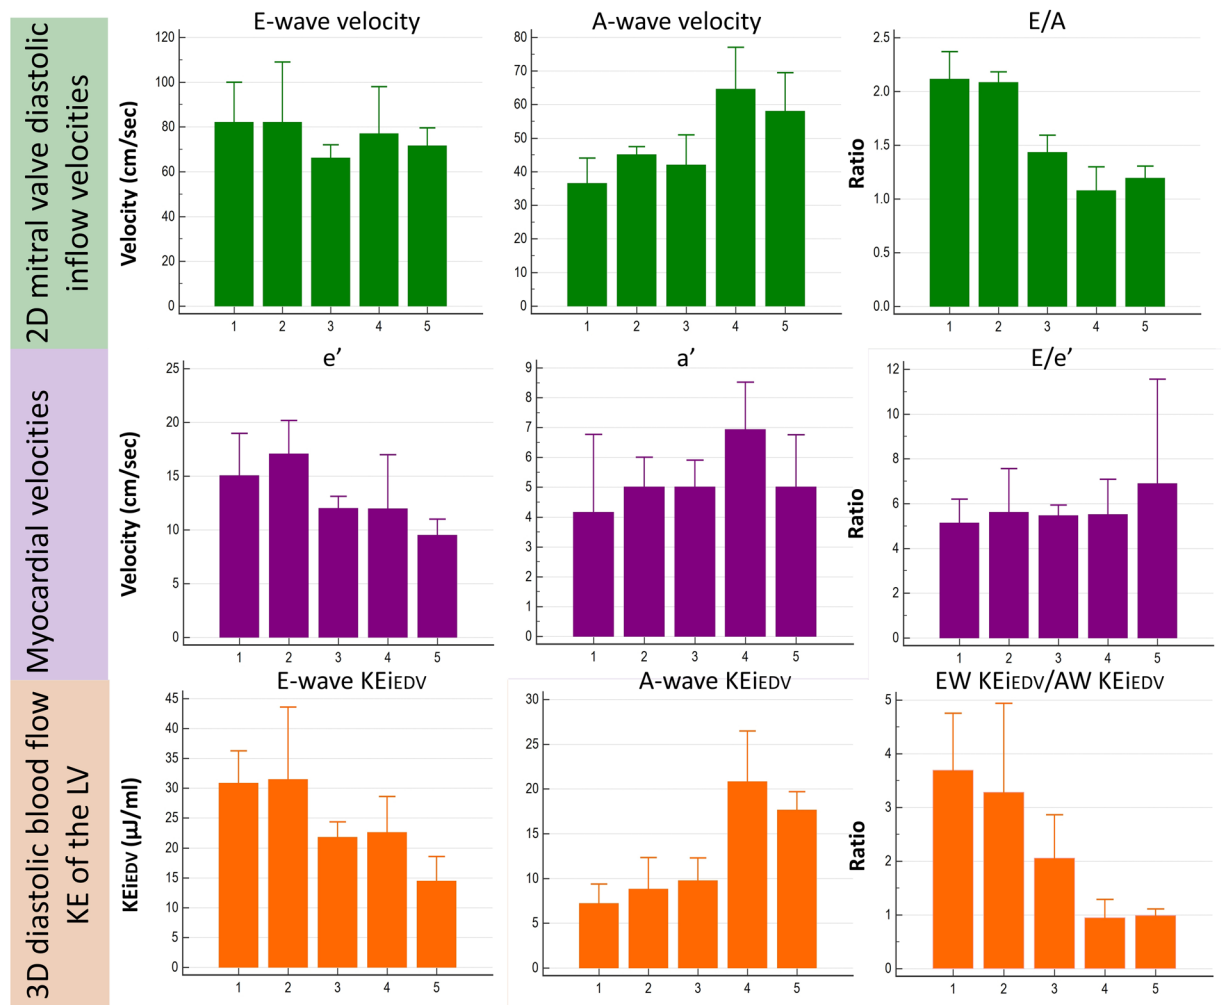 2D mitral valve diastolic
inflow velocities
E-wave velocity
Velocity (cm/sec)
120
100
80
60
40
20
0
1 2 3 4 5
A-wave velocity
80
70
60
50
40
30
20
10
0
1 2 3 4 5
E/A
Ratio
2.5
2.0
1.5
1.0
0.5
0.0
1 2 3 4 5
Myocardial velocities
e’
Velocity (cm/sec)
25
20
15
10
5
0
1 2 3 4 5
a’
9
8
7
6
5
4
3
2
1
0
1 2 3 4 5
E/e’
Ratio
12
10
8
6
4
2
0
1 2 3 4 5
3D diastolic blood flow
KE of the LV
E-wave KEiEDV
KEiEDV (µJ/ml)
45
40
35
30
25
20
15
10
5
0
1 2 3 4 5
A-wave KEiEDV
30
25
20
15
10
5
0
1 2 3 4 5
EW KEiEDV/AW KEiEDV
Ratio
5
4
3
2
1
0
1 2 3 4 5